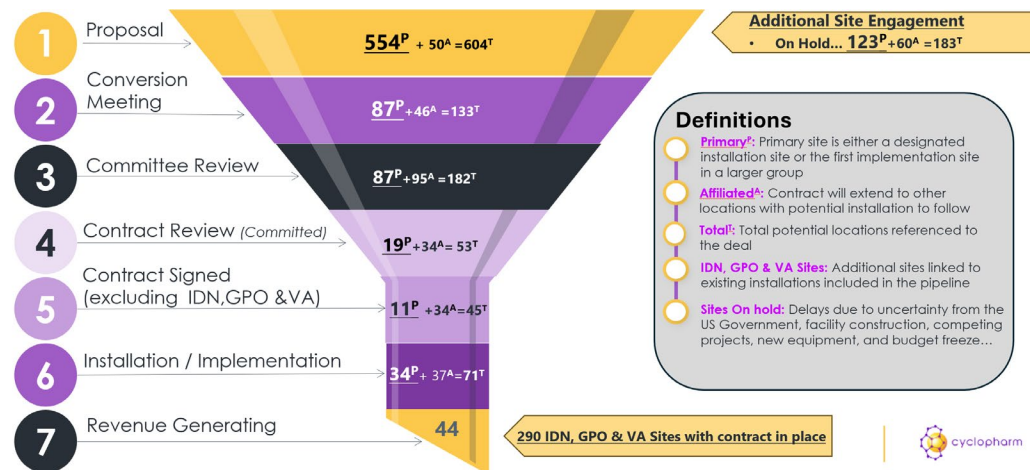 1
Proposal
554ᴾ + 50ᴬ =604ᵀ
Additional Site Engagement
• On Hold... 123ᴾ+60ᴬ =183ᵀ
2
Conversion
Meeting
87ᴾ+46ᴬ =133ᵀ
3
Committee Review
87ᴾ +95ᴬ = 182ᵀ
4
Contract Review (Committed)
19ᴾ+34ᴬ= 53ᵀ
5
Contract Signed
(excluding IDN,GPO &VA)
11ᴾ +34ᴬ=45ᵀ
6
Installation / Implementation
34ᴾ+ 37ᴬ=71ᵀ
7
Revenue Generating
44
290 IDN, GPO & VA Sites with contract in place
Definitions
Primaryᴾ: Primary site is either a designated
installation site or the first implementation site
in a larger group
Affiliatedᴬ: Contract will extend to other
locations with potential installation to follow
Totalᵀ: Total potential locations referenced to
the deal
IDN, GPO & VA Sites: Additional sites linked to
existing installations included in the pipeline
Sites On hold: Delays due to uncertainty from the
US Government, facility construction, competing
projects, new equipment, and budget freeze...
cyclopharm